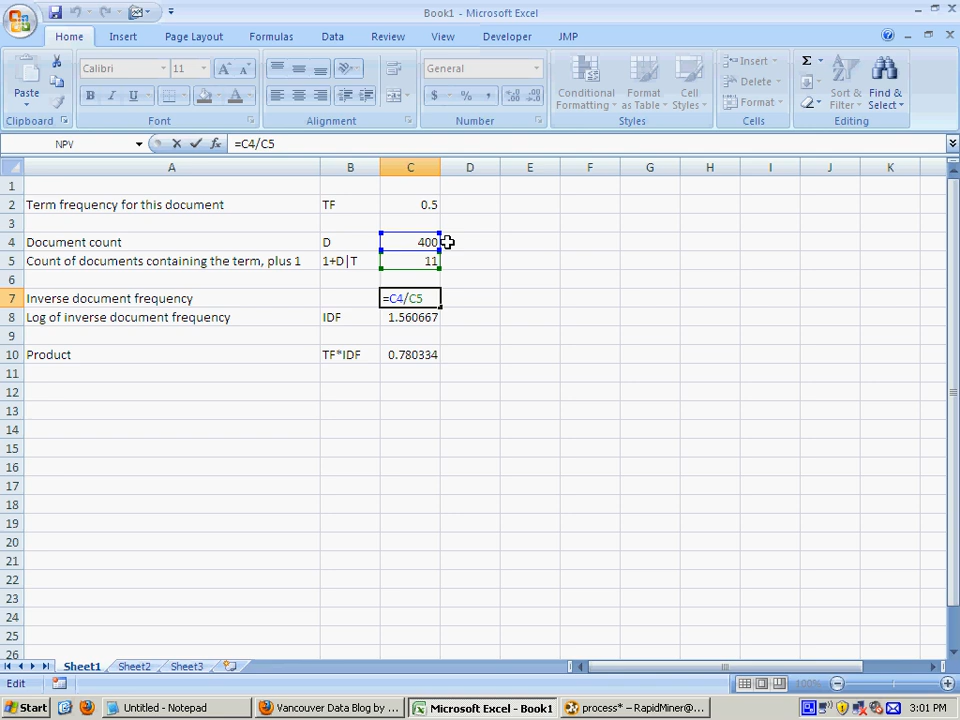 Book1 - Microsoft Excel
Home Insert Page Layout Formulas Data Review View Developer JMP
Paste
Calibri 11
General
Conditional Formatting
Format as Table
Cell Styles
Insert
Delete
Format
Sort & Filter
Find & Select
Clipboard Font Alignment Number Styles Cells Editing
NPV =C4/C5
A B C D E F G H I J K
1
2 Term frequency for this document TF 0.5
3
4 Document count D 400
5 Count of documents containing the term, plus 1 1+D|T 11
6
7 Inverse document frequency =C4/C5
8 Log of inverse document frequency IDF 1.560667
9
10 Product TF*IDF 0.780334
11
12
13
14
15
16
17
18
19
20
21
22
23
24
25
26
Sheet1 Sheet2 Sheet3
Edit 100%
Start Untitled - Notepad Vancouver Data Blog by ... Microsoft Excel - Book1 process* – RapidMiner@... 3:01 PM